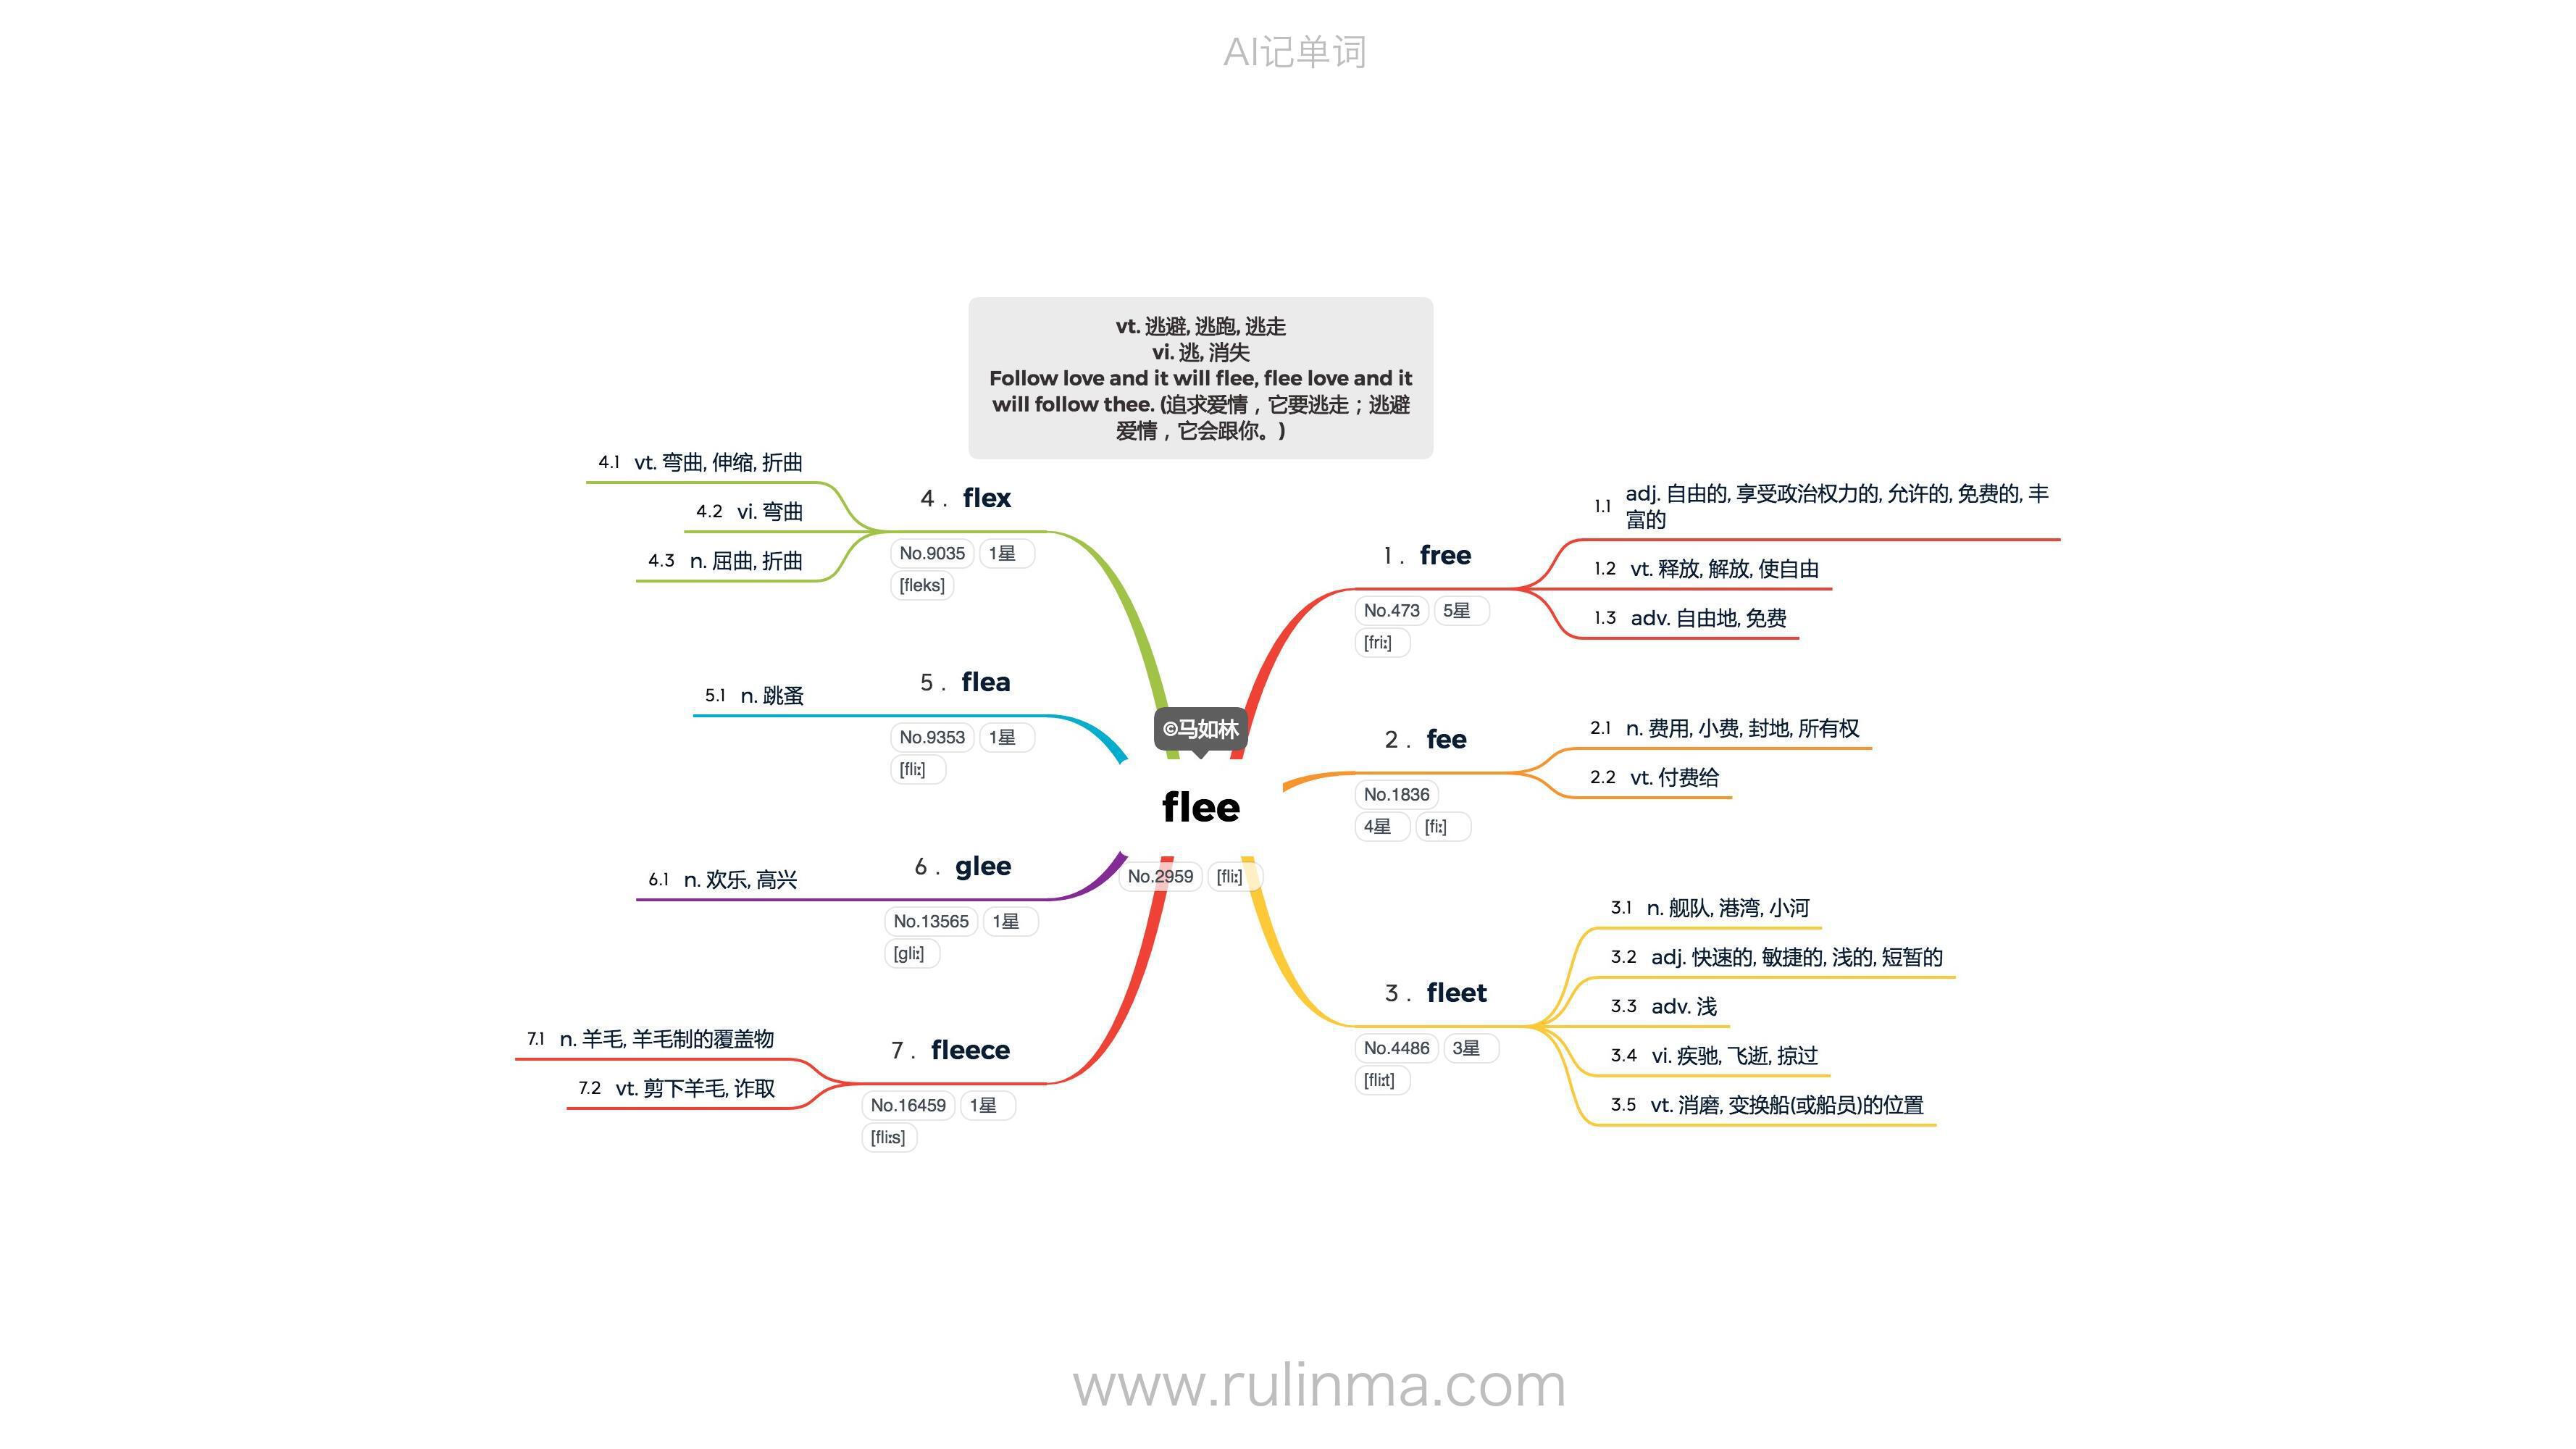 AI记单词
vt. 逃避, 逃跑, 逃走
vi. 逃, 消失
Follow love and it will flee, flee love and it
will follow thee. (追求爱情，它要逃走；逃避
爱情，它会跟你。)
©马如林
flee
No.2959 [fliː]
1. free
No.473 5星
[friː]
1.1 adj. 自由的, 享受政治权力的, 允许的, 免费的, 丰
富的
1.2 vt. 释放, 解放, 使自由
1.3 adv. 自由地, 免费
2. fee
No.1836
4星 [fiː]
2.1 n. 费用, 小费, 封地, 所有权
2.2 vt. 付费给
3. fleet
No.4486 3星
[fliːt]
3.1 n. 舰队, 港湾, 小河
3.2 adj. 快速的, 敏捷的, 浅的, 短暂的
3.3 adv. 浅
3.4 vi. 疾驰, 飞逝, 掠过
3.5 vt. 消磨, 变换船(或船员)的位置
4. flex
No.9035 1星
[fleks]
4.1 vt. 弯曲, 伸缩, 折曲
4.2 vi. 弯曲
4.3 n. 屈曲, 折曲
5. flea
No.9353 1星
[fliː]
5.1 n. 跳蚤
6. glee
No.13565 1星
[gliː]
6.1 n. 欢乐, 高兴
7. fleece
No.16459 1星
[fliːs]
7.1 n. 羊毛, 羊毛制的覆盖物
7.2 vt. 剪下羊毛, 诈取
www.rulinma.com